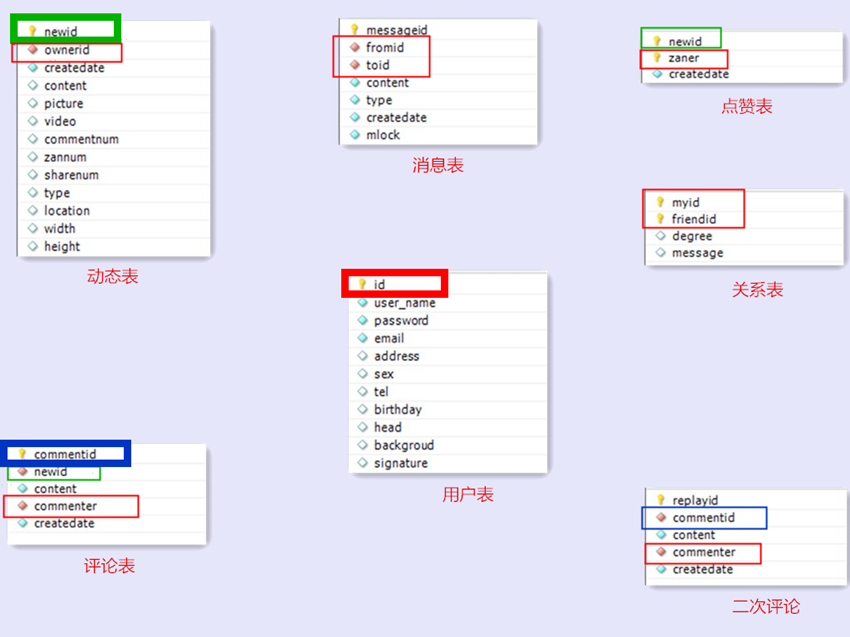 newid
ownerid
createdate
content
picture
video
commentnum
zannum
sharenum
type
location
width
height
动态表
messageid
fromid
toid
content
type
createdate
mlock
消息表
newid
zaner
createdate
点赞表
myid
friendid
degree
message
关系表
id
user_name
password
email
address
sex
tel
birthday
head
backgroud
signature
用户表
commentid
newid
content
commenter
createdate
评论表
replayid
commentid
content
commenter
createdate
二次评论